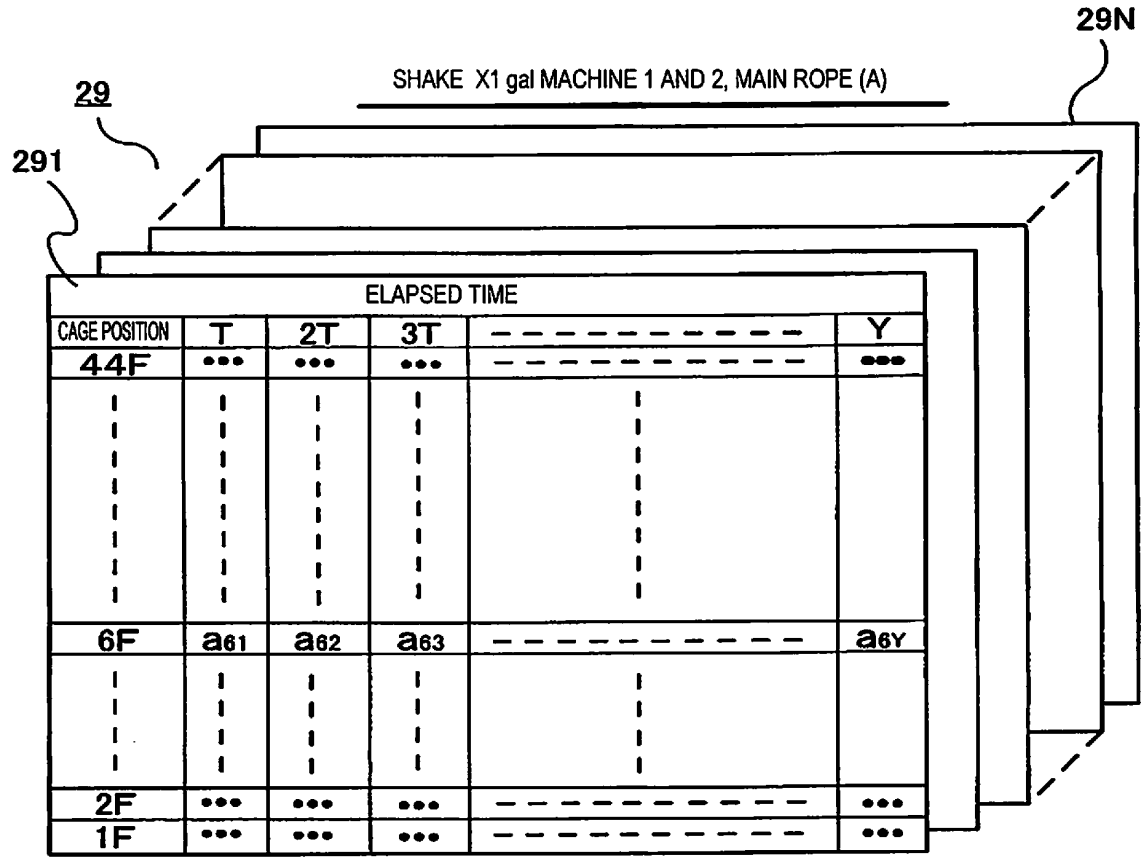 29N
SHAKE X1 gal MACHINE 1 AND 2, MAIN ROPE (A)
29
291
ELAPSED TIME
CAGE POSITION T 2T 3T Y
44F ••• ••• ••• •••
6F a61 a62 a63 a6Y
2F ••• ••• ••• •••
1F ••• ••• ••• •••